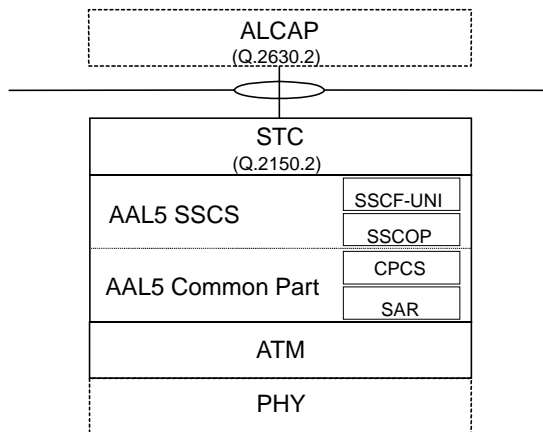 ALCAP
(Q.2630.2)
STC
(Q.2150.2)
AAL5 SSCS
SSCF-UNI
SSCOP
AAL5 Common Part
CPCS
SAR
ATM
PHY